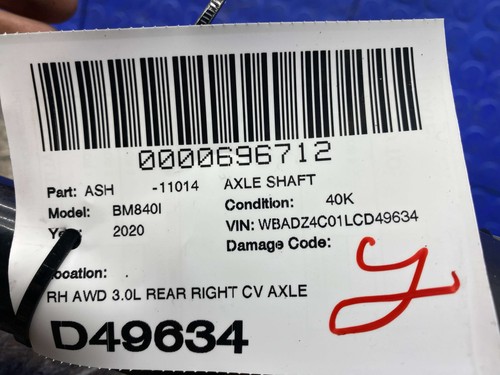 0000696712
Part: ASH -11014 AXLE SHAFT
Model: BM840I Condition: 40K
2020 VIN: WBADZ4C01LCD49634
Damage Code:
ocation: .
RH AWD 3.0L REAR RIGHT CV AXLE
D49634